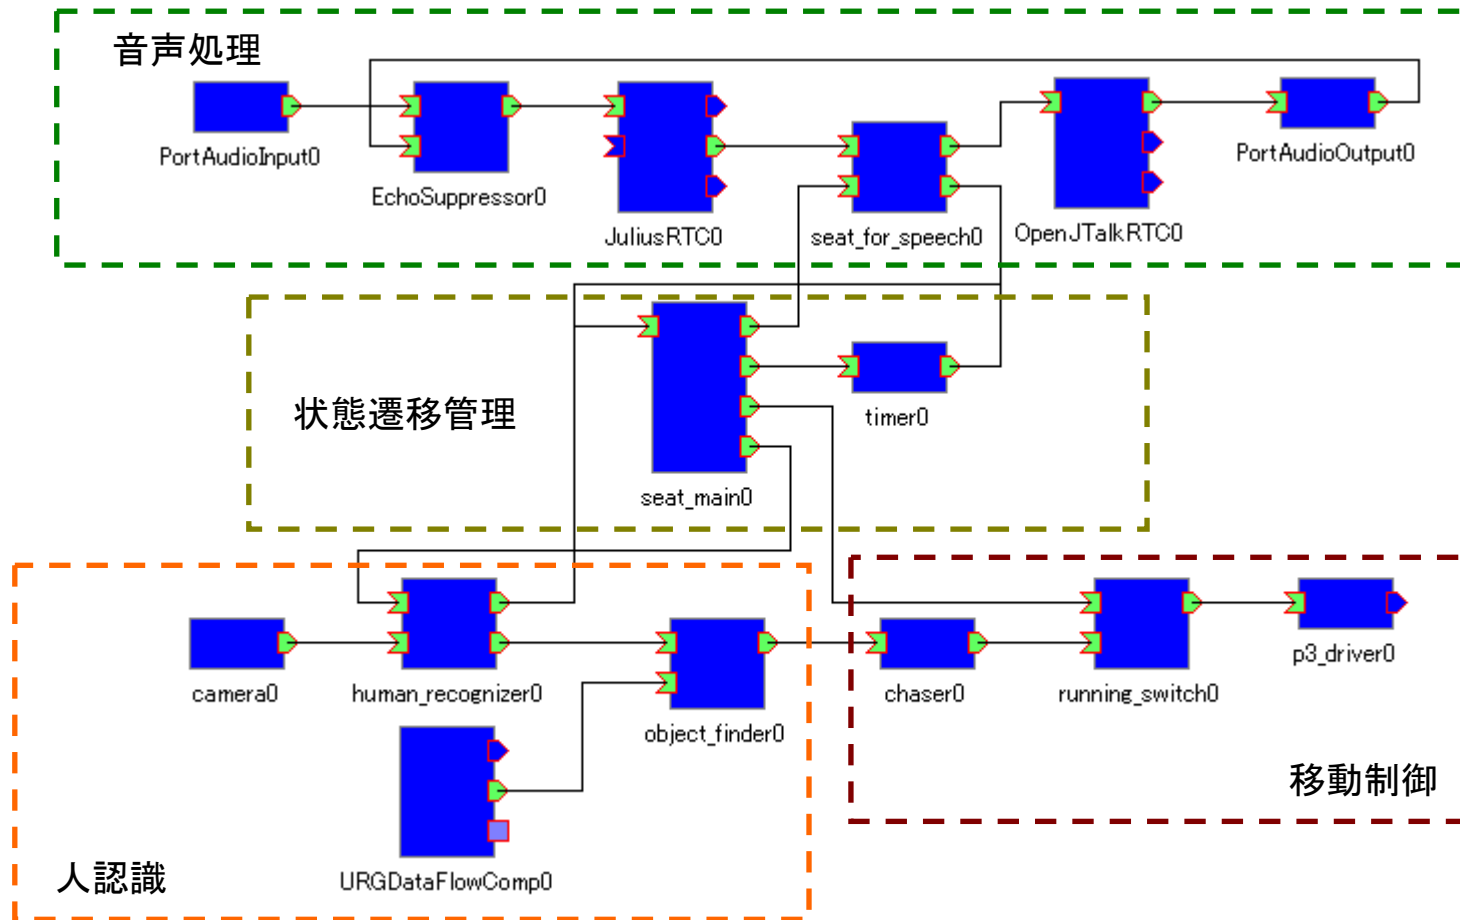 音声処理
PortAudioInput0
EchoSuppressor0
JuliusRTC0
seat_for_speech0
OpenJTalkRTC0
PortAudioOutput0
状態遷移管理
seat_main0
timer0
camera0
human_recognizer0
object_finder0
URGDataFlowComp0
人認識
chaser0
running_switch0
p3_driver0
移動制御